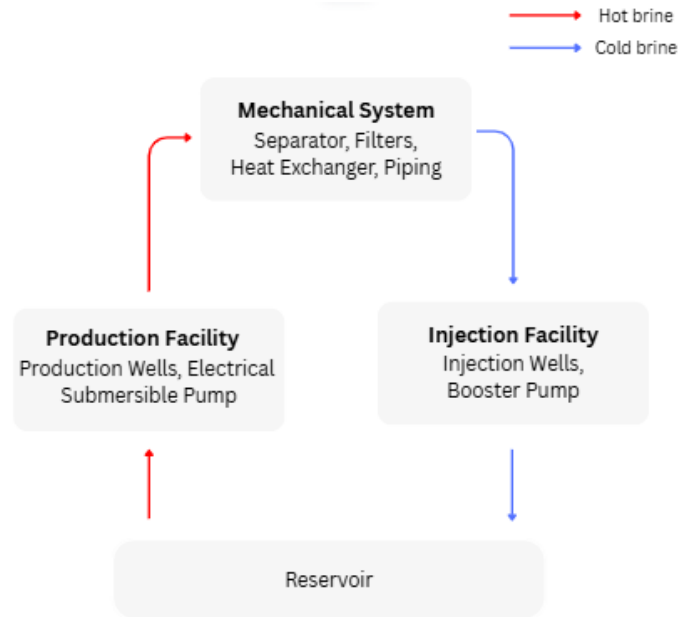 Hot brine
Cold brine
Mechanical System
Separator, Filters,
Heat Exchanger, Piping
Production Facility
Production Wells, Electrical
Submersible Pump
Injection Facility
Injection Wells,
Booster Pump
Reservoir